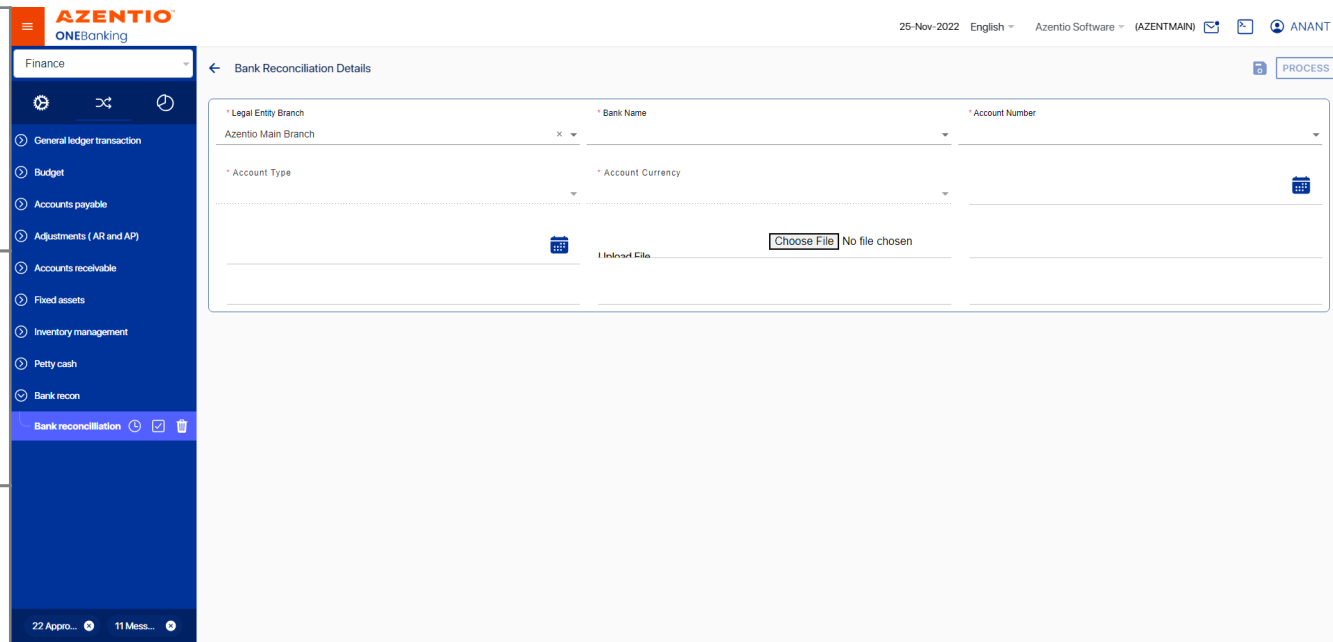 AZENTIO
ONEBanking
25-Nov-2022 English Azentio Software (AZENTMAIN) ANANT
Finance
Bank Reconciliation Details
PROCESS
General ledger transaction
Budget
Accounts payable
Adjustments ( AR and AP)
Accounts receivable
Fixed assets
Inventory management
Petty cash
Bank recon
Bank reconcilliation
* Legal Entity Branch
Azentio Main Branch ×
* Bank Name
* Account Number
* Account Type
* Account Currency
Upload File
Choose File No file chosen
22 Appro...
11 Mess...